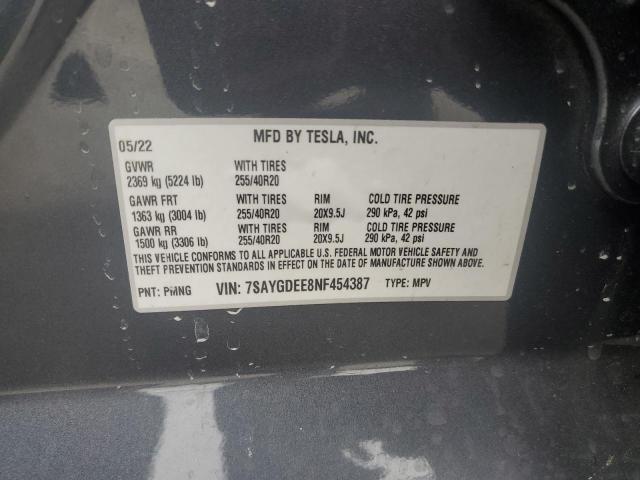 05/22 MFD BY TESLA, INC.
GVWR WITH TIRES
2369 kg (5224 lb) 255/40R20
GAWR FRT WITH TIRES RIM COLD TIRE PRESSURE
1363 kg (3004 lb) 255/40R20 20X9.5J 290 kPa, 42 psi
GAWR RR WITH TIRES RIM COLD TIRE PRESSURE
1500 kg (3306 lb) 255/40R20 20X9.5J 290 kPa, 42 psi
THIS VEHICLE CONFORMS TO ALL APPLICABLE U.S. FEDERAL MOTOR VEHICLE SAFETY AND
THEFT PREVENTION STANDARDS IN EFFECT ON THE DATE OF MANUFACTURE SHOWN ABOVE.
PNT: PMNG VIN: 7SAYGDEE8NF454387 TYPE: MPV